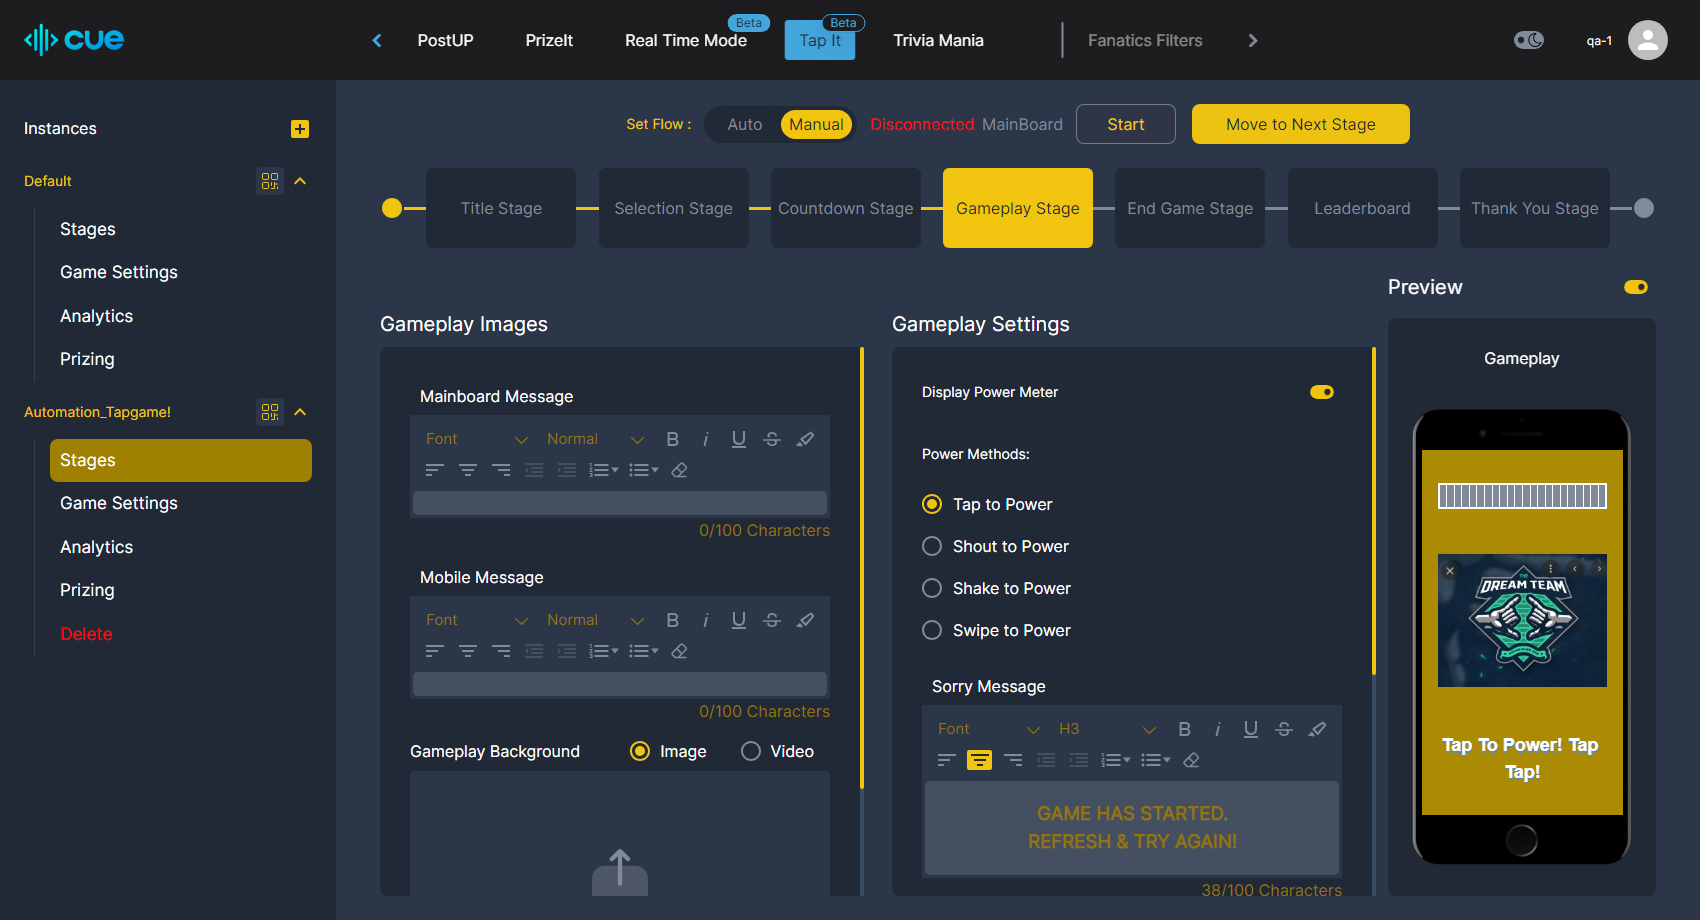 cue
PostUP
PrizeIt
Real Time Mode
Beta
Tap It
Beta
Trivia Mania
Fanatics Filters
qa-1
Instances
Default
Stages
Game Settings
Analytics
Prizing
Automation_Tapgame!
Stages
Game Settings
Analytics
Prizing
Delete
Set Flow :
Auto
Manual
Disconnected MainBoard
Start
Move to Next Stage
Title Stage
Selection Stage
Countdown Stage
Gameplay Stage
End Game Stage
Leaderboard
Thank You Stage
Gameplay Images
Mainboard Message
Font
Normal
B i U S
0/100 Characters
Mobile Message
Font
Normal
B i U S
0/100 Characters
Gameplay Background
Image
Video
Gameplay Settings
Display Power Meter
Power Methods:
Tap to Power
Shout to Power
Shake to Power
Swipe to Power
Sorry Message
Font
H3
B i U S
GAME HAS STARTED.
REFRESH & TRY AGAIN!
38/100 Characters
Preview
Gameplay
THE
DREAM TEAM
Tap To Power! Tap
Tap!